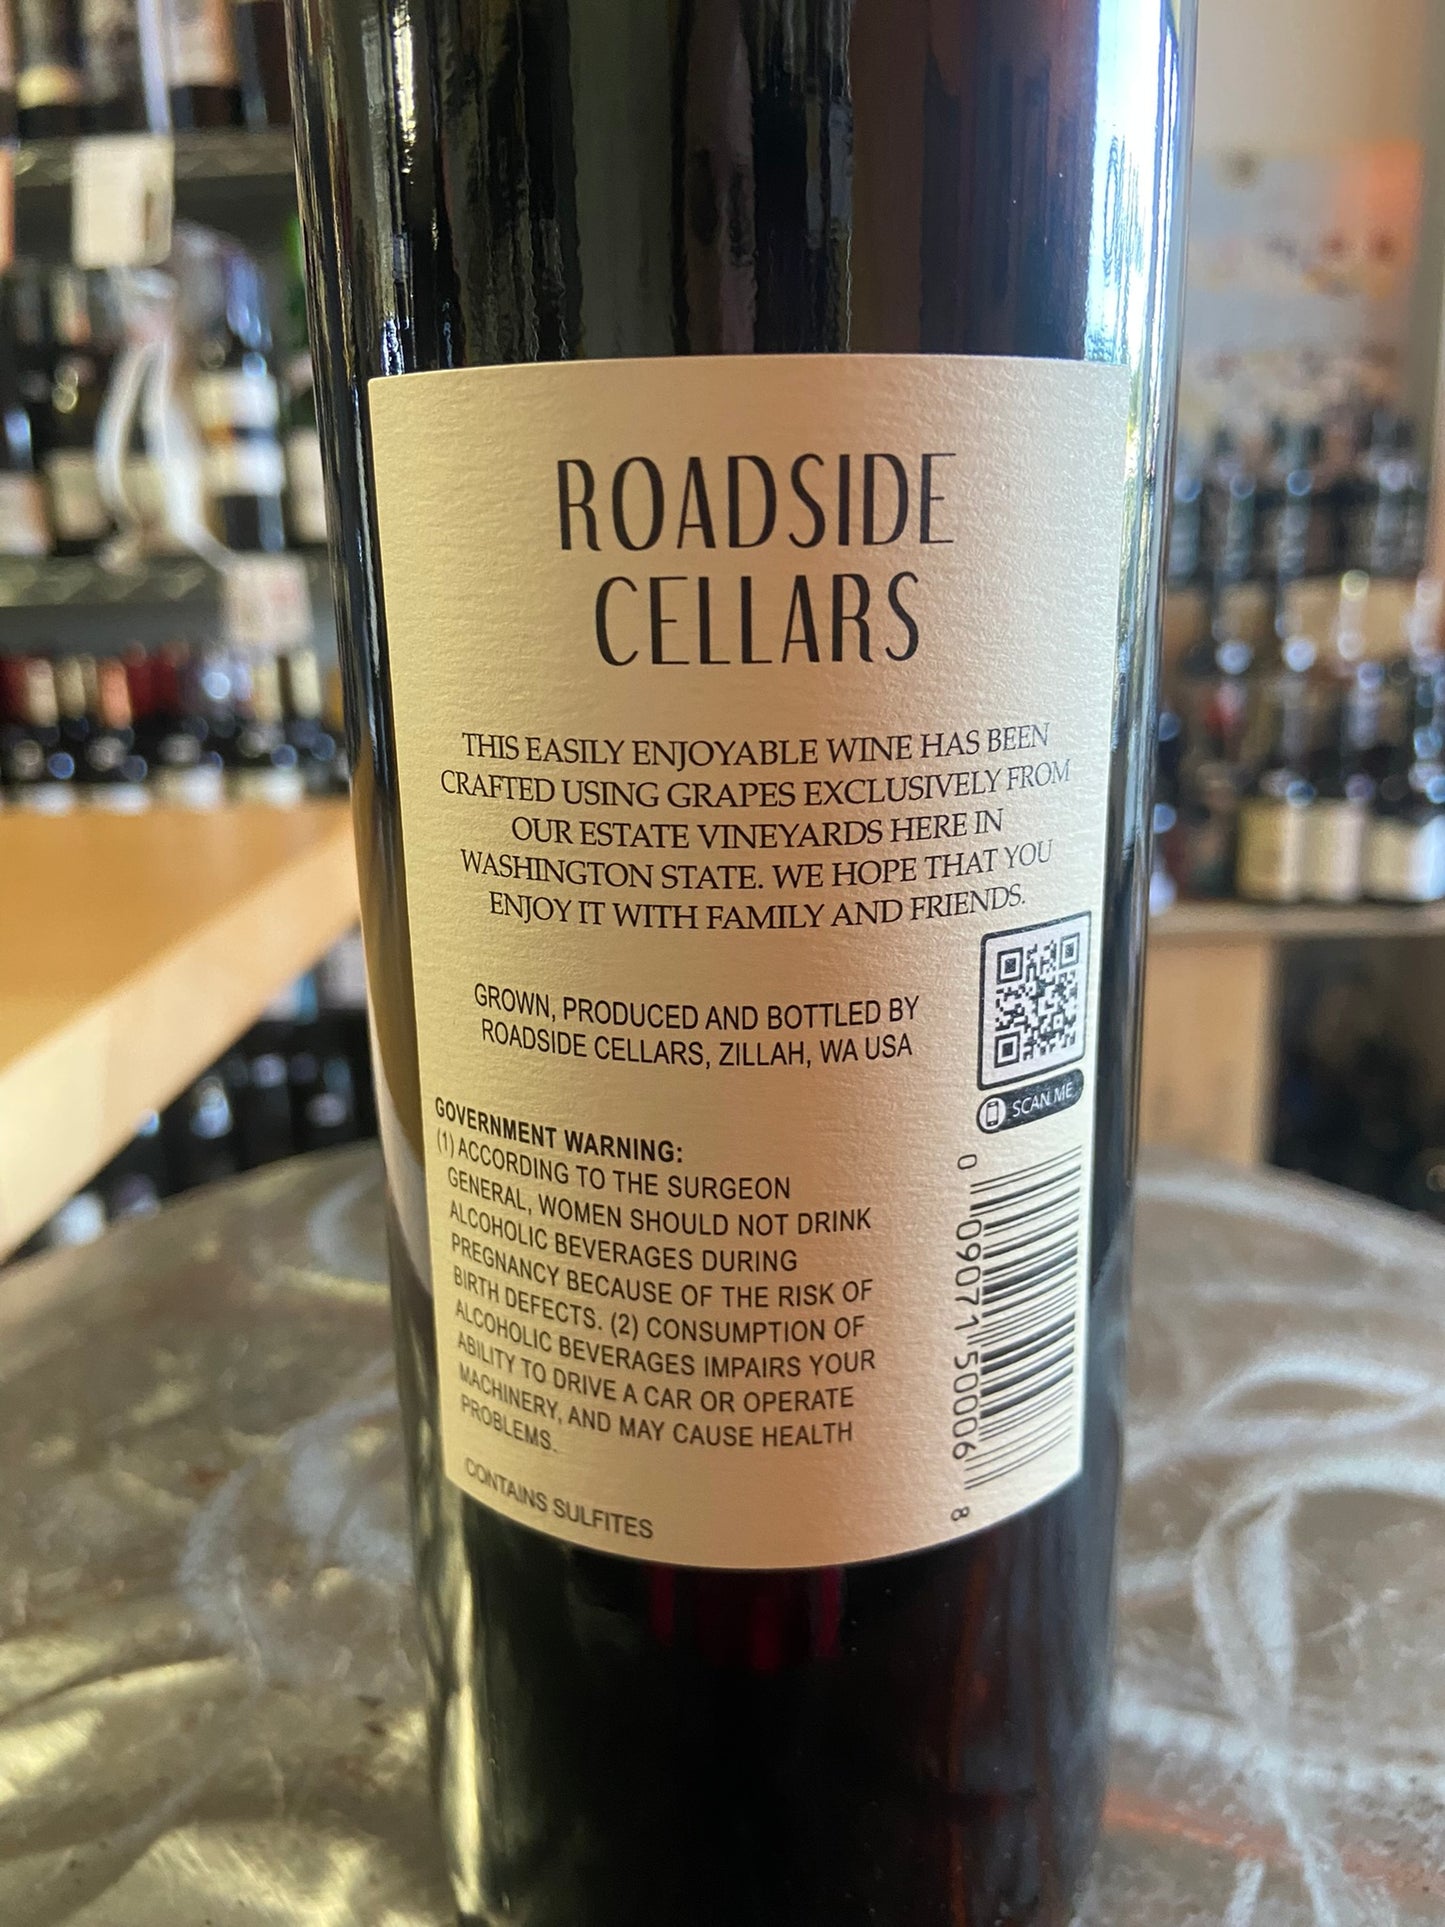 ROADSIDE
CELLARS
THIS EASILY ENJOYABLE WINE HAS BEEN
CRAFTED USING GRAPES EXCLUSIVELY FROM
OUR ESTATE VINEYARDS HERE IN
WASHINGTON STATE. WE HOPE THAT YOU
ENJOY IT WITH FAMILY AND FRIENDS.
GROWN, PRODUCED AND BOTTLED BY
ROADSIDE CELLARS, ZILLAH, WA USA
SCAN ME
GOVERNMENT WARNING:
(1) ACCORDING TO THE SURGEON
GENERAL, WOMEN SHOULD NOT DRINK
ALCOHOLIC BEVERAGES DURING
PREGNANCY BECAUSE OF THE RISK OF
BIRTH DEFECTS. (2) CONSUMPTION OF
ALCOHOLIC BEVERAGES IMPAIRS YOUR
ABILITY TO DRIVE A CAR OR OPERATE
MACHINERY, AND MAY CAUSE HEALTH
PROBLEMS.
CONTAINS SULFITES
0 09071 50006 8